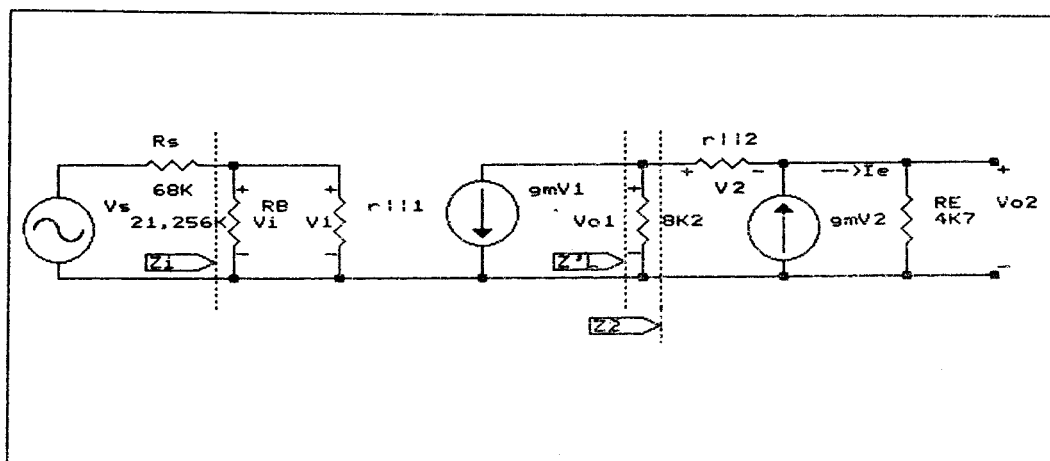 Rs
68K
Vs
21,256K
RB
Vi
V1
r||1
Zi
gmV1
Vo1
8K2
Z'L
Z2
r||2
V2
-->Ie
gmV2
RE
4K7
Vo2